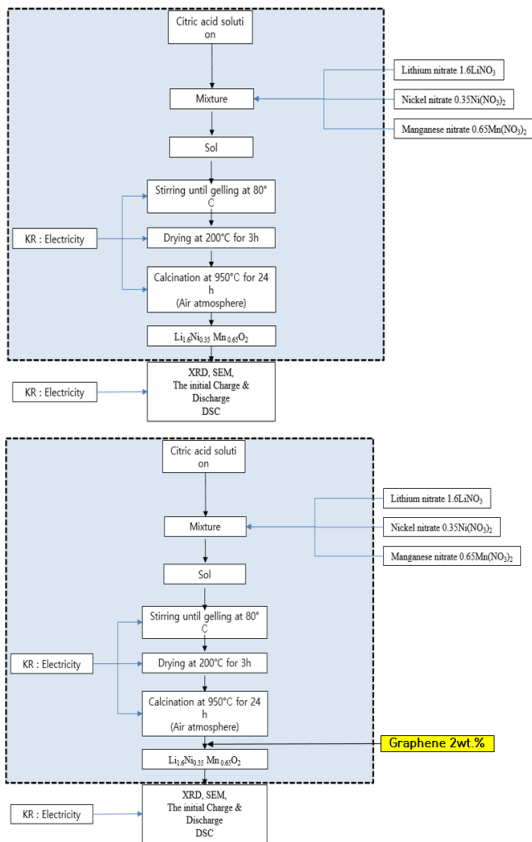 Citric acid soluti
on
Lithium nitrate 1.6LiNO₃
Mixture
Nickel nitrate 0.35Ni(NO₃)₂
Manganese nitrate 0.65Mn(NO₃)₂
Sol
Stirring until gelling at 80°
C
KR : Electricity
Drying at 200°C for 3h
Calcination at 950°C for 24
h
(Air atmosphere)
Li₁.₆Ni₀.₃₅ Mn₀.₆₅O₂
XRD, SEM,
The initial Charge &
Discharge
DSC
KR : Electricity
Citric acid soluti
on
Lithium nitrate 1.6LiNO₃
Mixture
Nickel nitrate 0.35Ni(NO₃)₂
Manganese nitrate 0.65Mn(NO₃)₂
Sol
Stirring until gelling at 80°
C
KR : Electricity
Drying at 200°C for 3h
Calcination at 950°C for 24
h
(Air atmosphere)
Graphene 2wt.%
Li₁.₆Ni₀.₃₅ Mn₀.₆₅O₂
XRD, SEM,
The initial Charge &
Discharge
DSC
KR : Electricity